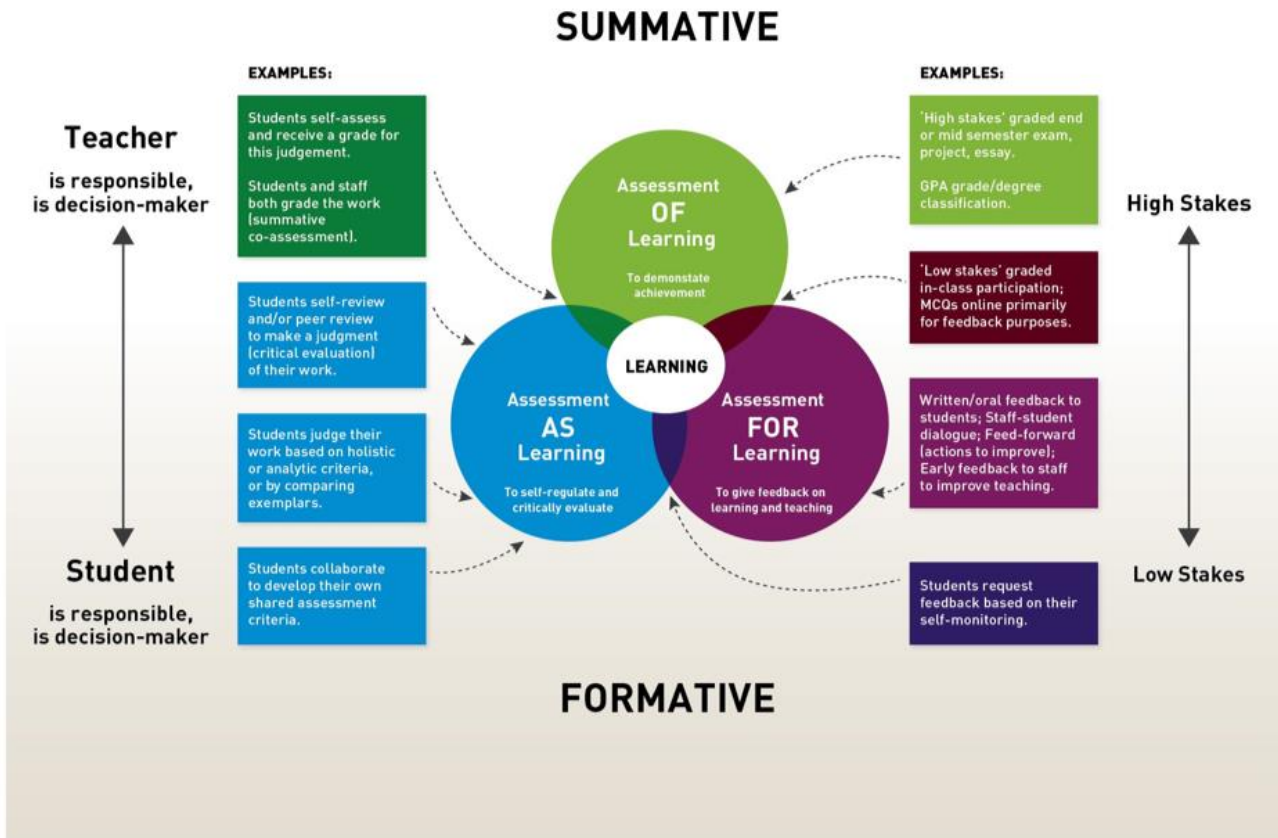 SUMMATIVE
Teacher
is responsible,
is decision-maker
Student
is responsible,
is decision-maker
EXAMPLES:
Students self-assess
and receive a grade for
this judgement.
Students and staff
both grade the work
(summative
co-assessment).
Students self-review
and/or peer review
to make a judgment
(critical evaluation)
of their work.
Students judge their
work based on holistic
or analytic criteria,
or by comparing
exemplars.
Students collaborate
to develop their own
shared assessment
criteria.
Assessment
OF
Learning
To demonstate
achievement
LEARNING
Assessment
AS
Learning
To self-regulate and
critically evaluate
Assessment
FOR
Learning
To give feedback on
learning and teaching
EXAMPLES:
'High stakes' graded end
or mid semester exam,
project, essay.
GPA grade/degree
classification.
'Low stakes' graded
in-class participation;
MCQs online primarily
for feedback purposes.
Written/oral feedback to
students; Staff-student
dialogue; Feed-forward
(actions to improve);
Early feedback to staff
to improve teaching.
Students request
feedback based on their
self-monitoring.
High Stakes
Low Stakes
FORMATIVE